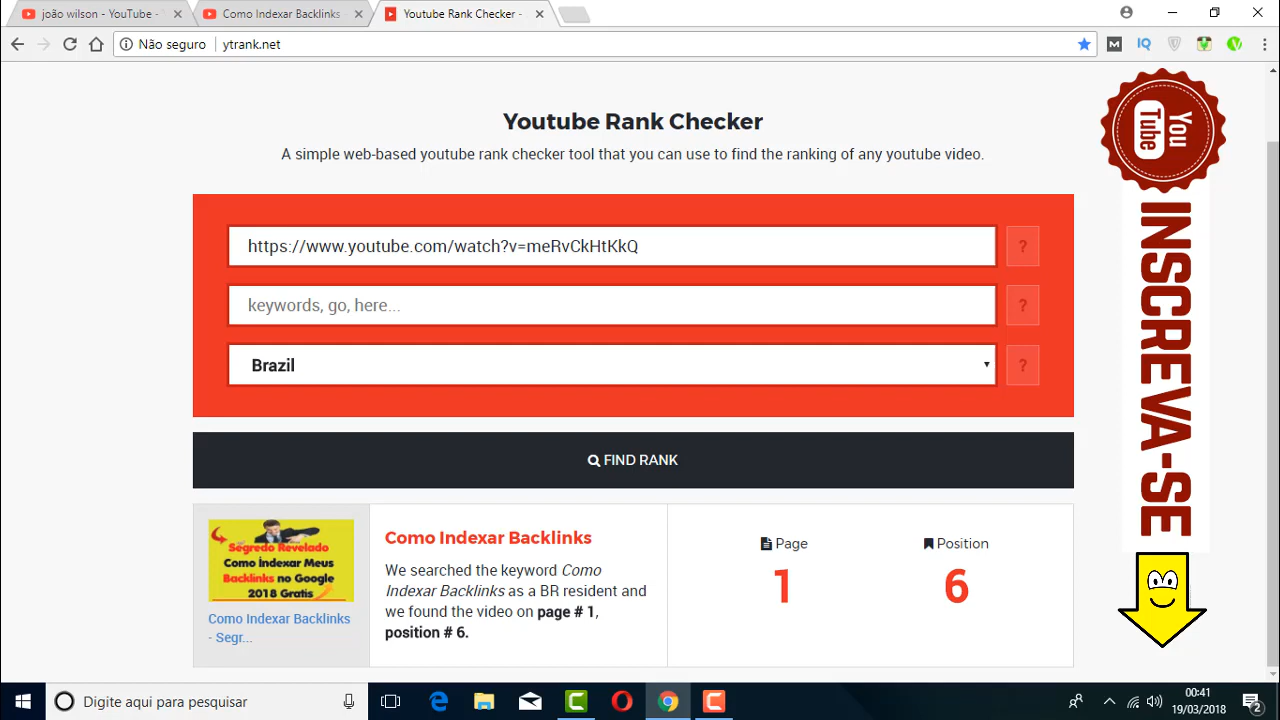 joão wilson - YouTube -
Como Indexar Backlinks
Youtube Rank Checker -
Não seguro
ytrank.net
M
IQ
V
Youtube Rank Checker
A simple web-based youtube rank checker tool that you can use to find the ranking of any youtube video.
https://www.youtube.com/watch?v=meRvCkHtKkQ
?
keywords, go, here...
?
Brazil
?
FIND RANK
Segredo Revelado
Como Indexar Meus
Backlinks no Google
2018 Gratis
Como Indexar Backlinks
- Segr...
Como Indexar Backlinks
We searched the keyword Como
Indexar Backlinks as a BR resident and
we found the video on page # 1,
position # 6.
Page
1
Position
6
You
Tube
INSCREVA-SE
Digite aqui para pesquisar
00:41
19/03/2018
2